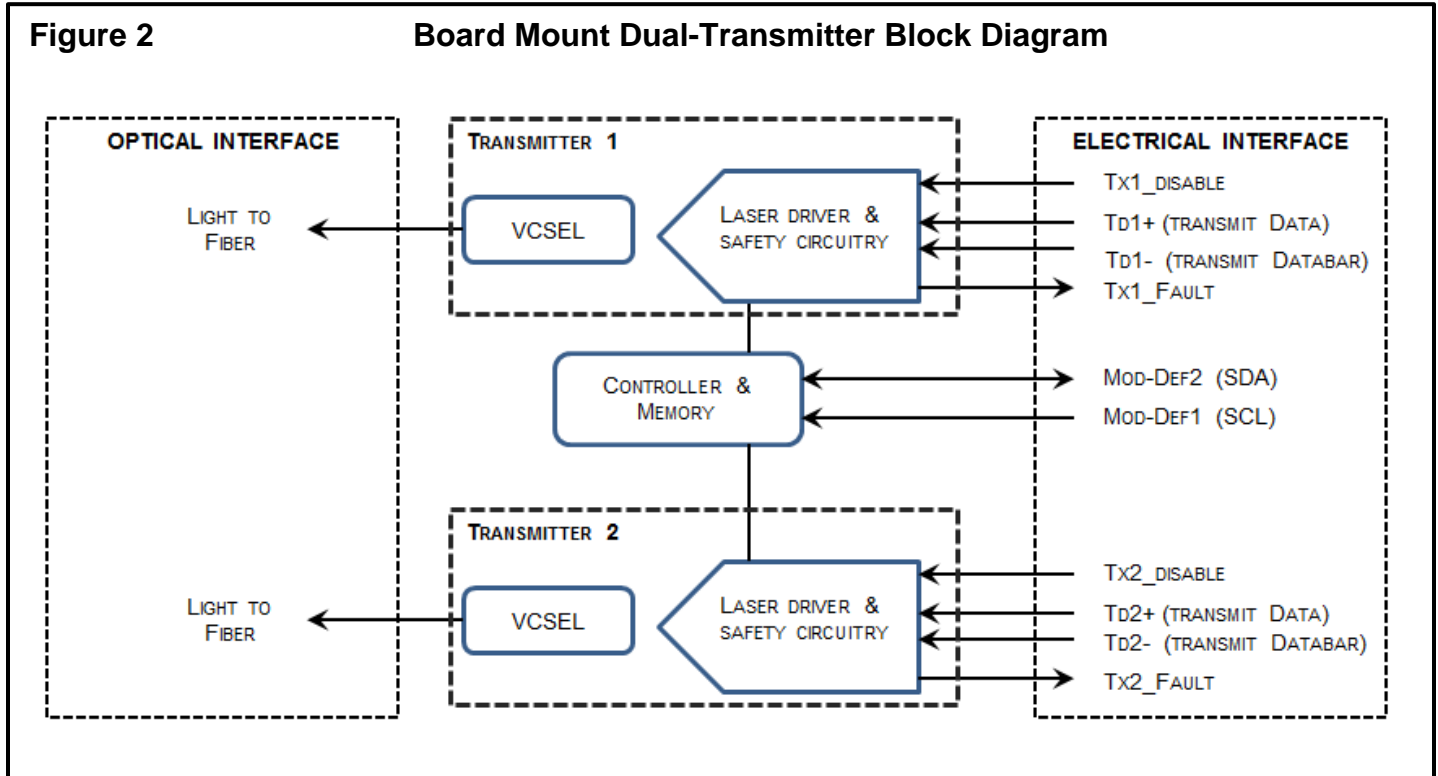 Figure 2 Board Mount Dual-Transmitter Block Diagram
OPTICAL INTERFACE
LIGHT TO
FIBER
LIGHT TO
FIBER
TRANSMITTER 1
VCSEL
LASER DRIVER &
SAFETY CIRCUITRY
CONTROLLER &
MEMORY
TRANSMITTER 2
VCSEL
LASER DRIVER &
SAFETY CIRCUITRY
ELECTRICAL INTERFACE
TX1_DISABLE
TD1+ (TRANSMIT DATA)
TD1- (TRANSMIT DATABAR)
TX1_FAULT
MOD-DEF2 (SDA)
MOD-DEF1 (SCL)
TX2_DISABLE
TD2+ (TRANSMIT DATA)
TD2- (TRANSMIT DATABAR)
TX2_FAULT